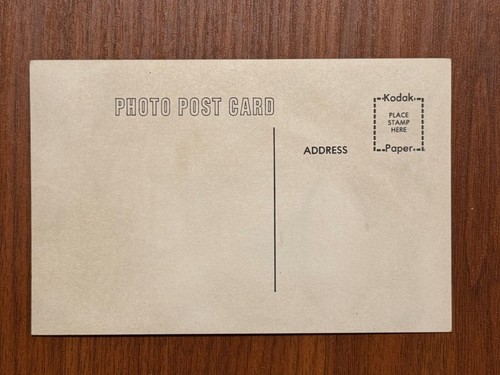 PHOTO POST CARD
Kodak
PLACE
STAMP
HERE
Paper
ADDRESS